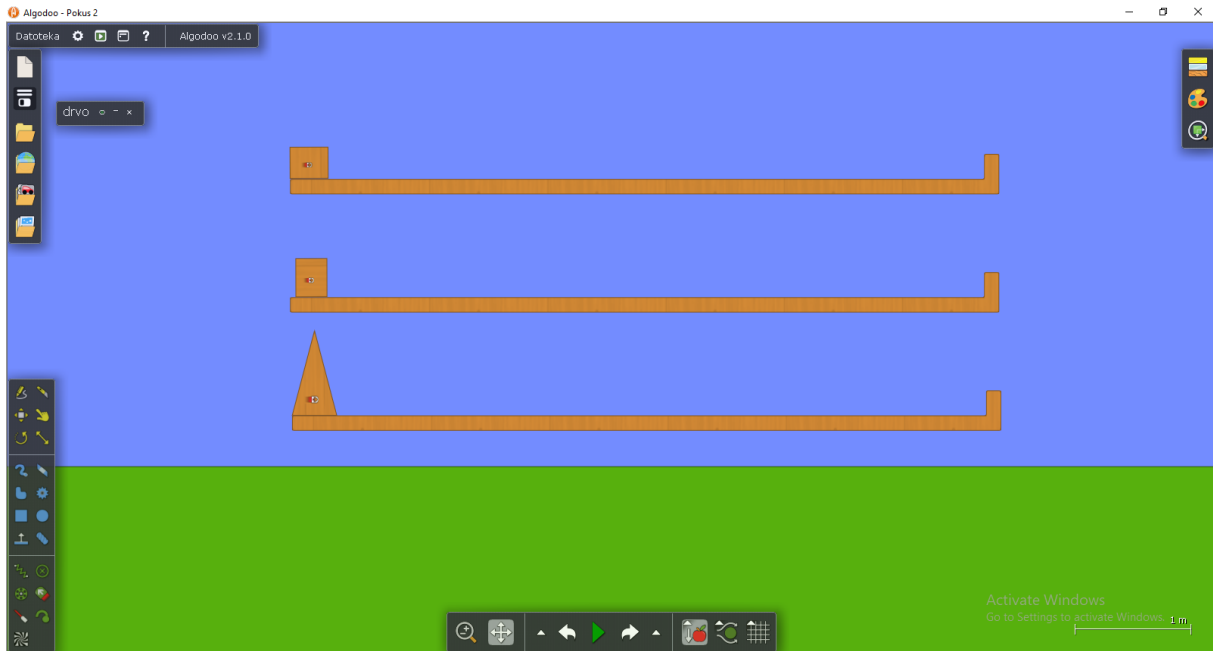 Algodoo - Pokus 2
Datoteka ? Algodoo v2.1.0
drvo
Activate Windows
Go to Settings to activate Windows.
1 m